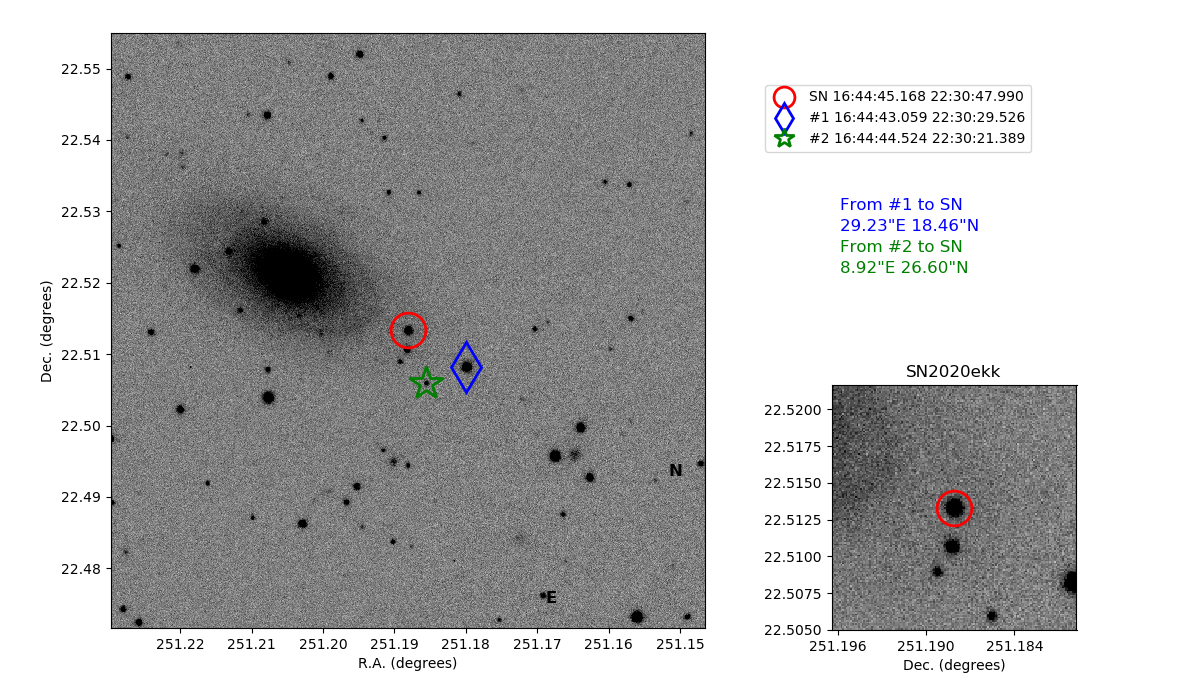 22.55
22.54
22.53
22.52
22.51
22.50
22.49
22.48
Dec. (degrees)
251.22 251.21 251.20 251.19 251.18 251.17 251.16 251.15
R.A. (degrees)
N
E
SN 16:44:45.168 22:30:47.990
#1 16:44:43.059 22:30:29.526
#2 16:44:44.524 22:30:21.389
From #1 to SN
29.23"E 18.46"N
From #2 to SN
8.92"E 26.60"N
SN2020ekk
22.5200
22.5175
22.5150
22.5125
22.5100
22.5075
22.5050
251.196 251.190 251.184
Dec. (degrees)